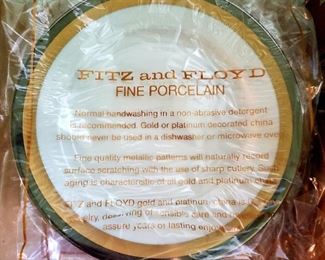 FITZ and FLOYD
FINE PORCELAIN
Normal handwashing in a non-abrasive detergent
is recommended. Gold or platinum decorated china
should never be used in a dishwasher or microwave oven.
Fine quality metallic patterns will naturally record
surface scratching with the use of sharp cutlery. Such
aging is characteristic of all gold and platinum china.
FITZ and FLOYD gold and platinum china is
deserving of sensible care and
assure years of lasting enjoy